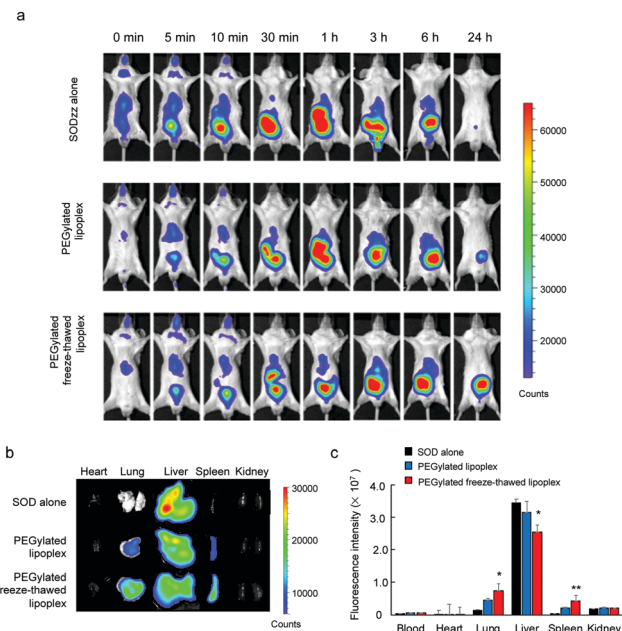 a
0 min 5 min 10 min 30 min 1 h 3 h 6 h 24 h
SODzz alone
PEGylated
lipoplex
PEGylated
freeze-thawed
lipoplex
60000
50000
40000
30000
20000
Counts
b
Heart Lung Liver Spleen Kidney
SOD alone
PEGylated
lipoplex
PEGylated
reeze-thawed
lipoplex
30000
20000
10000
Counts
c
SOD alone
PEGylated lipoplex
PEGylated freeze-thawed lipoplex
Fluorescence intensity (× 10⁷)
4.0
3.0
2.0
1.0
0
*
*
**
Blood Heart Lung Liver Spleen Kidney